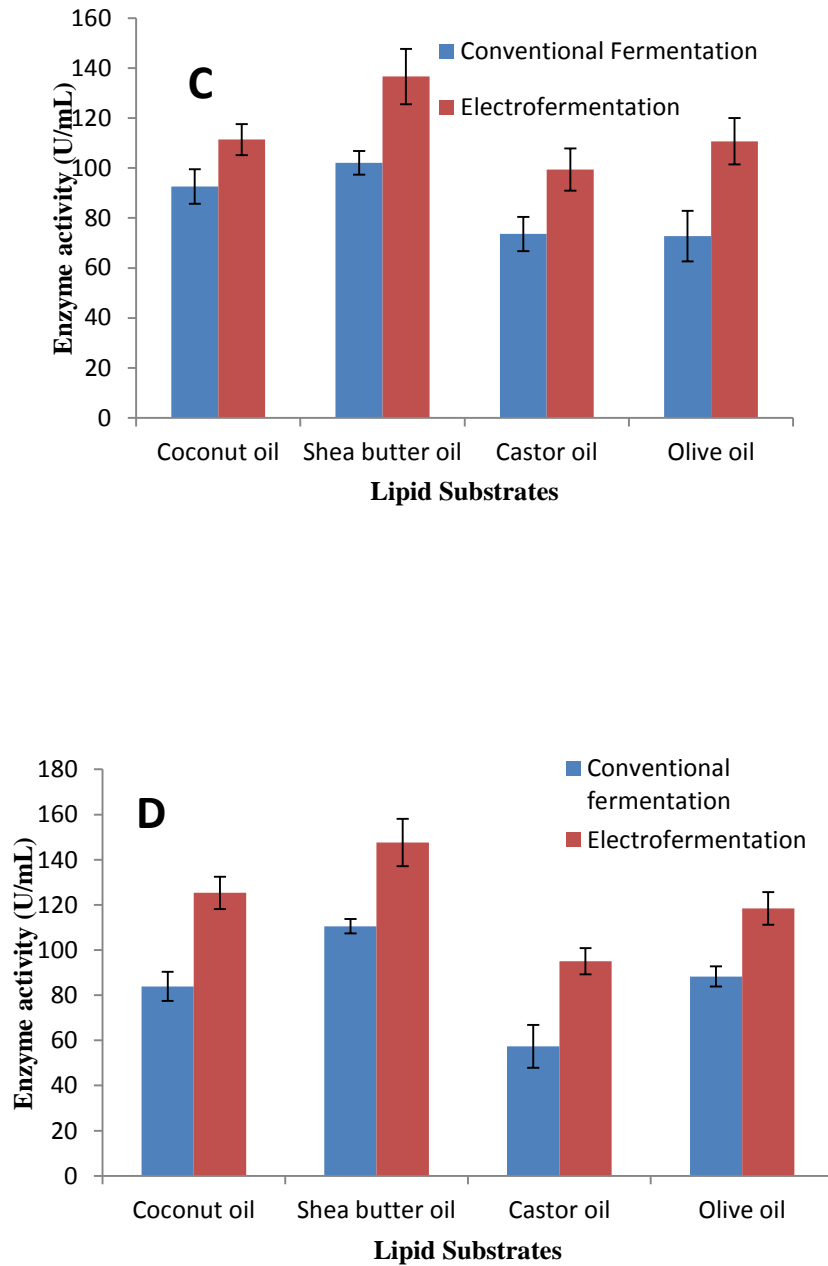 160
140
120
100
80
60
40
20
0
Enzyme activity (U/mL)
C
Conventional Fermentation
Electrofermentation
Coconut oil
Shea butter oil
Castor oil
Olive oil
Lipid Substrates
180
160
140
120
100
80
60
40
20
0
Enzyme activity (U/mL)
D
Conventional
fermentation
Electrofermentation
Coconut oil
Shea butter oil
Castor oil
Olive oil
Lipid Substrates